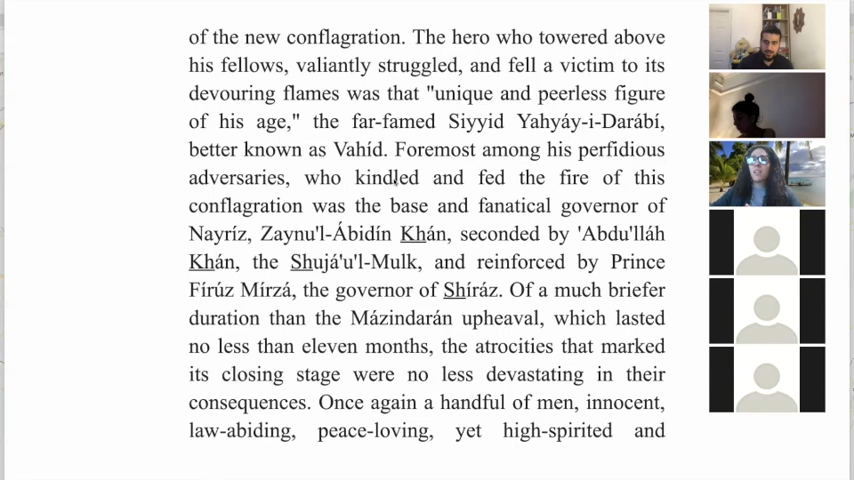 of the new conflagration. The hero who towered above
his fellows, valiantly struggled, and fell a victim to its
devouring flames was that "unique and peerless figure
of his age," the far-famed Siyyid Yahyáy-i-Darábí,
better known as Vahíd. Foremost among his perfidious
adversaries, who kindled and fed the fire of this
conflagration was the base and fanatical governor of
Nayríz, Zaynu'l-Ábidín Khán, seconded by 'Abdu'lláh
Khán, the Shujá'u'l-Mulk, and reinforced by Prince
Fírúz Mírzá, the governor of Shíráz. Of a much briefer
duration than the Mázindarán upheaval, which lasted
no less than eleven months, the atrocities that marked
its closing stage were no less devastating in their
consequences. Once again a handful of men, innocent,
law-abiding, peace-loving, yet high-spirited and